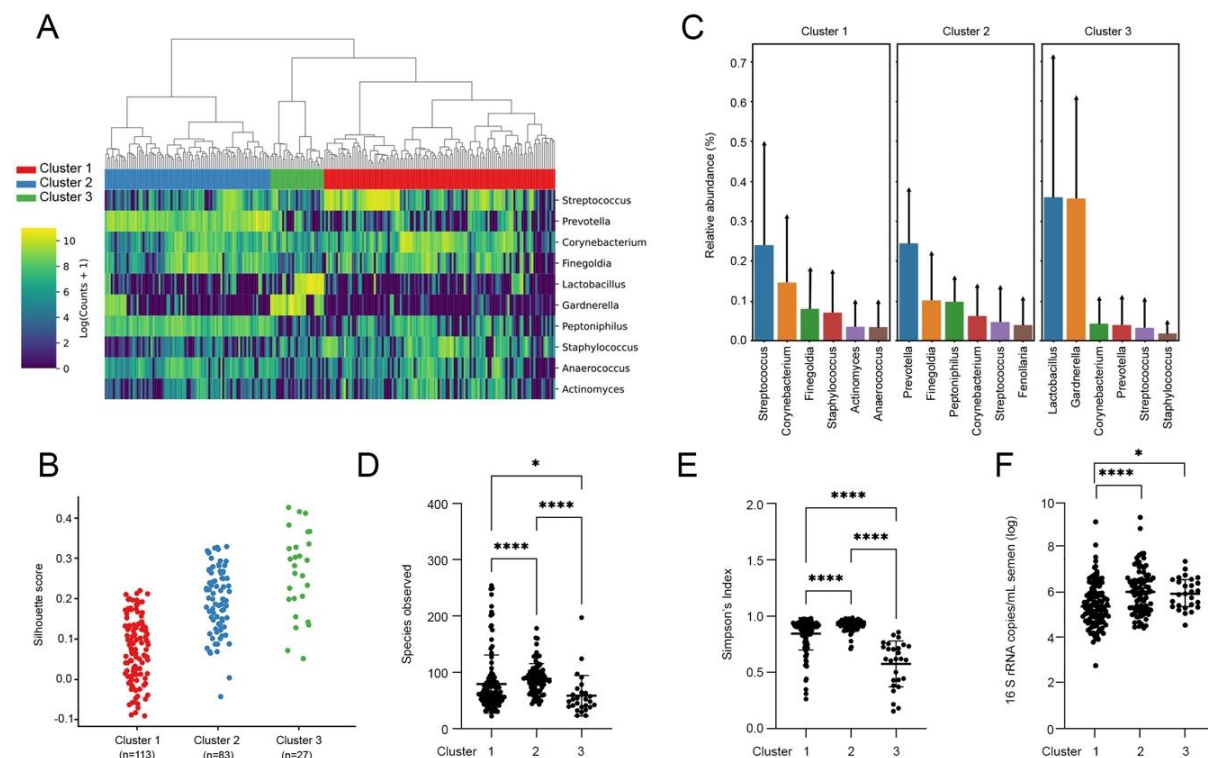 A
Cluster 1
Cluster 2
Cluster 3
Log(Counts + 1)
10
8
6
4
2
0
Streptococcus
Prevotella
Corynebacterium
Finegoldia
Lactobacillus
Gardnerella
Peptoniphilus
Staphylococcus
Anaerococcus
Actinomyces
C
Cluster 1
Cluster 2
Cluster 3
Relative abundance (%)
0.7
0.6
0.5
0.4
0.3
0.2
0.1
0.0
Streptococcus
Corynebacterium
Finegoldia
Staphylococcus
Actinomyces
Anaerococcus
Prevotella
Finegoldia
Peptoniphilus
Corynebacterium
Streptococcus
Fenollaria
Lactobacillus
Gardnerella
Corynebacterium
Prevotella
Streptococcus
Staphylococcus
B
Silhouette score
0.4
0.3
0.2
0.1
0.0
-0.1
Cluster 1
(n=113)
Cluster 2
(n=83)
Cluster 3
(n=27)
D
Species observed
400
300
200
100
0
*
****
****
Cluster 1 2 3
E
Simpson's Index
2.0
1.5
1.0
0.5
0.0
****
****
****
Cluster 1 2 3
F
16 S rRNA copies/mL semen (log)
10
8
6
4
2
0
*
****
Cluster 1 2 3